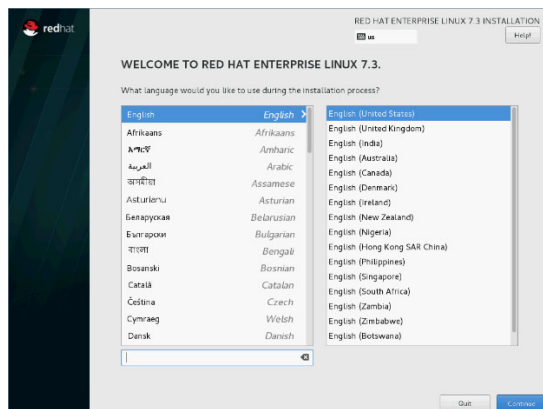 redhat
RED HAT ENTERPRISE LINUX 7.3 INSTALLATION
us
Help!
WELCOME TO RED HAT ENTERPRISE LINUX 7.3.
What language would you like to use during the installation process?
English English
Afrikaans Afrikaans
አማርኛ Amharic
العربية Arabic
অসমীয়া Assamese
Asturianu Asturian
Беларуская Belarusian
Български Bulgarian
বাংলা Bengali
Bosanski Bosnian
Català Catalan
Čeština Czech
Cymraeg Welsh
Dansk Danish
English (United States)
English (United Kingdom)
English (India)
English (Australia)
English (Canada)
English (Denmark)
English (Ireland)
English (New Zealand)
English (Nigeria)
English (Hong Kong SAR China)
English (Philippines)
English (Singapore)
English (South Africa)
English (Zambia)
English (Zimbabwe)
English (Botswana)
Quit
Continue